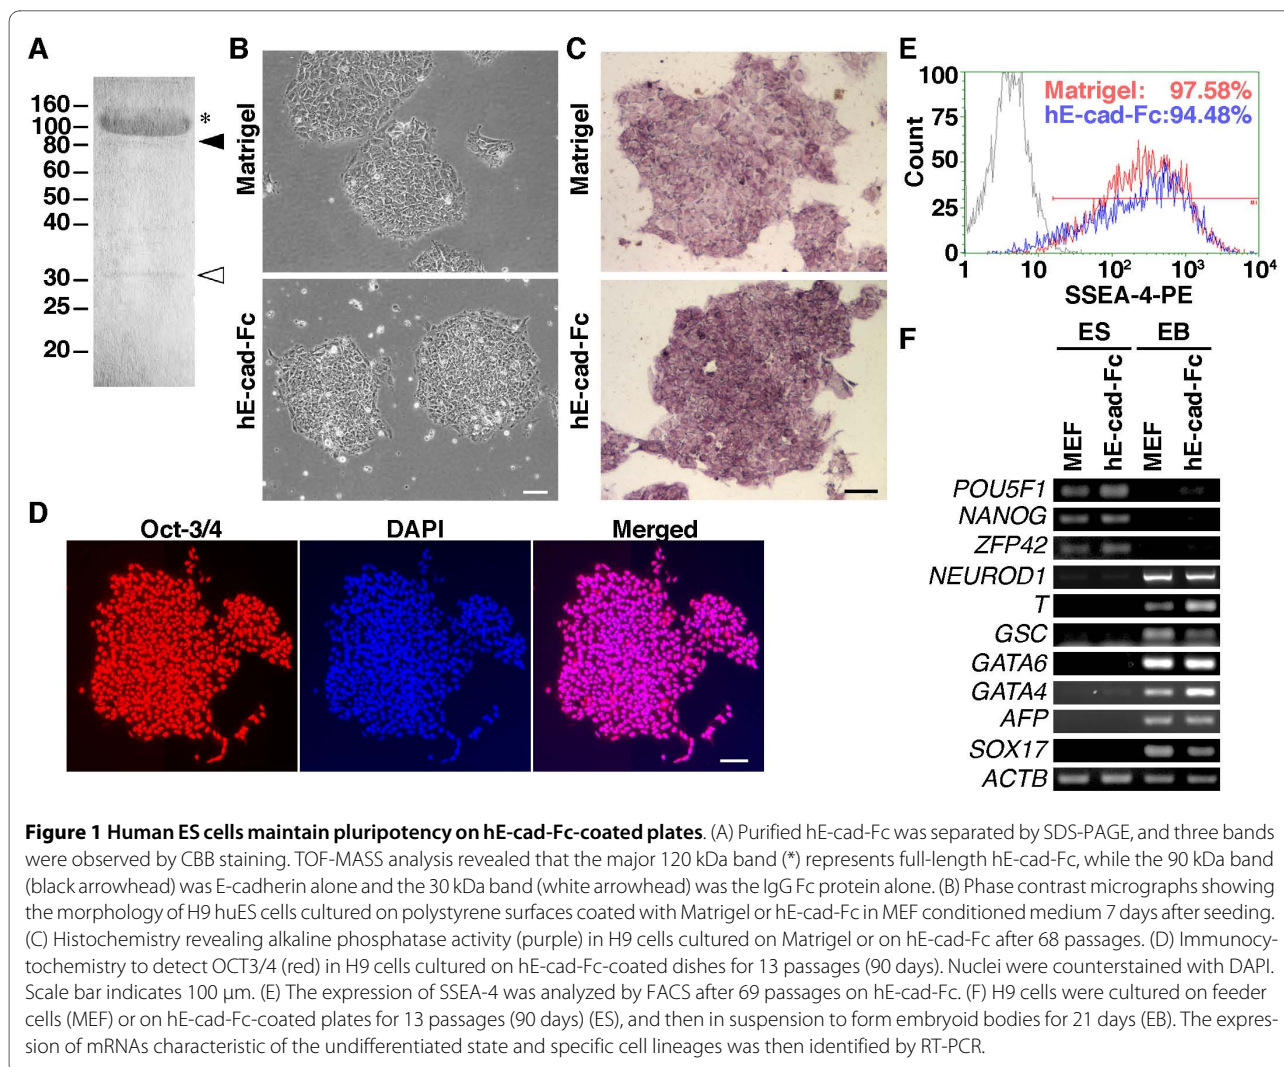 A
160
100
80
60
50
40
30
25
20
*
B
Matrigel
hE-cad-Fc
C
Matrigel
hE-cad-Fc
D
Oct-3/4 DAPI Merged
E
Count
100
75
50
25
0
Matrigel: 97.58%
hE-cad-Fc:94.48%
1 10 10² 10³ 10⁴
SSEA-4-PE
F
ES EB
MEF hE-cad-Fc MEF hE-cad-Fc
POU5F1
NANOG
ZFP42
NEUROD1
T
GSC
GATA6
GATA4
AFP
SOX17
ACTB
Figure 1 Human ES cells maintain pluripotency on hE-cad-Fc-coated plates. (A) Purified hE-cad-Fc was separated by SDS-PAGE, and three bands
were observed by CBB staining. TOF-MASS analysis revealed that the major 120 kDa band (*) represents full-length hE-cad-Fc, while the 90 kDa band
(black arrowhead) was E-cadherin alone and the 30 kDa band (white arrowhead) was the IgG Fc protein alone. (B) Phase contrast micrographs showing
the morphology of H9 huES cells cultured on polystyrene surfaces coated with Matrigel or hE-cad-Fc in MEF conditioned medium 7 days after seeding.
(C) Histochemistry revealing alkaline phosphatase activity (purple) in H9 cells cultured on Matrigel or on hE-cad-Fc after 68 passages. (D) Immunocy-
tochemistry to detect OCT3/4 (red) in H9 cells cultured on hE-cad-Fc-coated dishes for 13 passages (90 days). Nuclei were counterstained with DAPI.
Scale bar indicates 100 μm. (E) The expression of SSEA-4 was analyzed by FACS after 69 passages on hE-cad-Fc. (F) H9 cells were cultured on feeder
cells (MEF) or on hE-cad-Fc-coated plates for 13 passages (90 days) (ES), and then in suspension to form embryoid bodies for 21 days (EB). The expres-
sion of mRNAs characteristic of the undifferentiated state and specific cell lineages was then identified by RT-PCR.